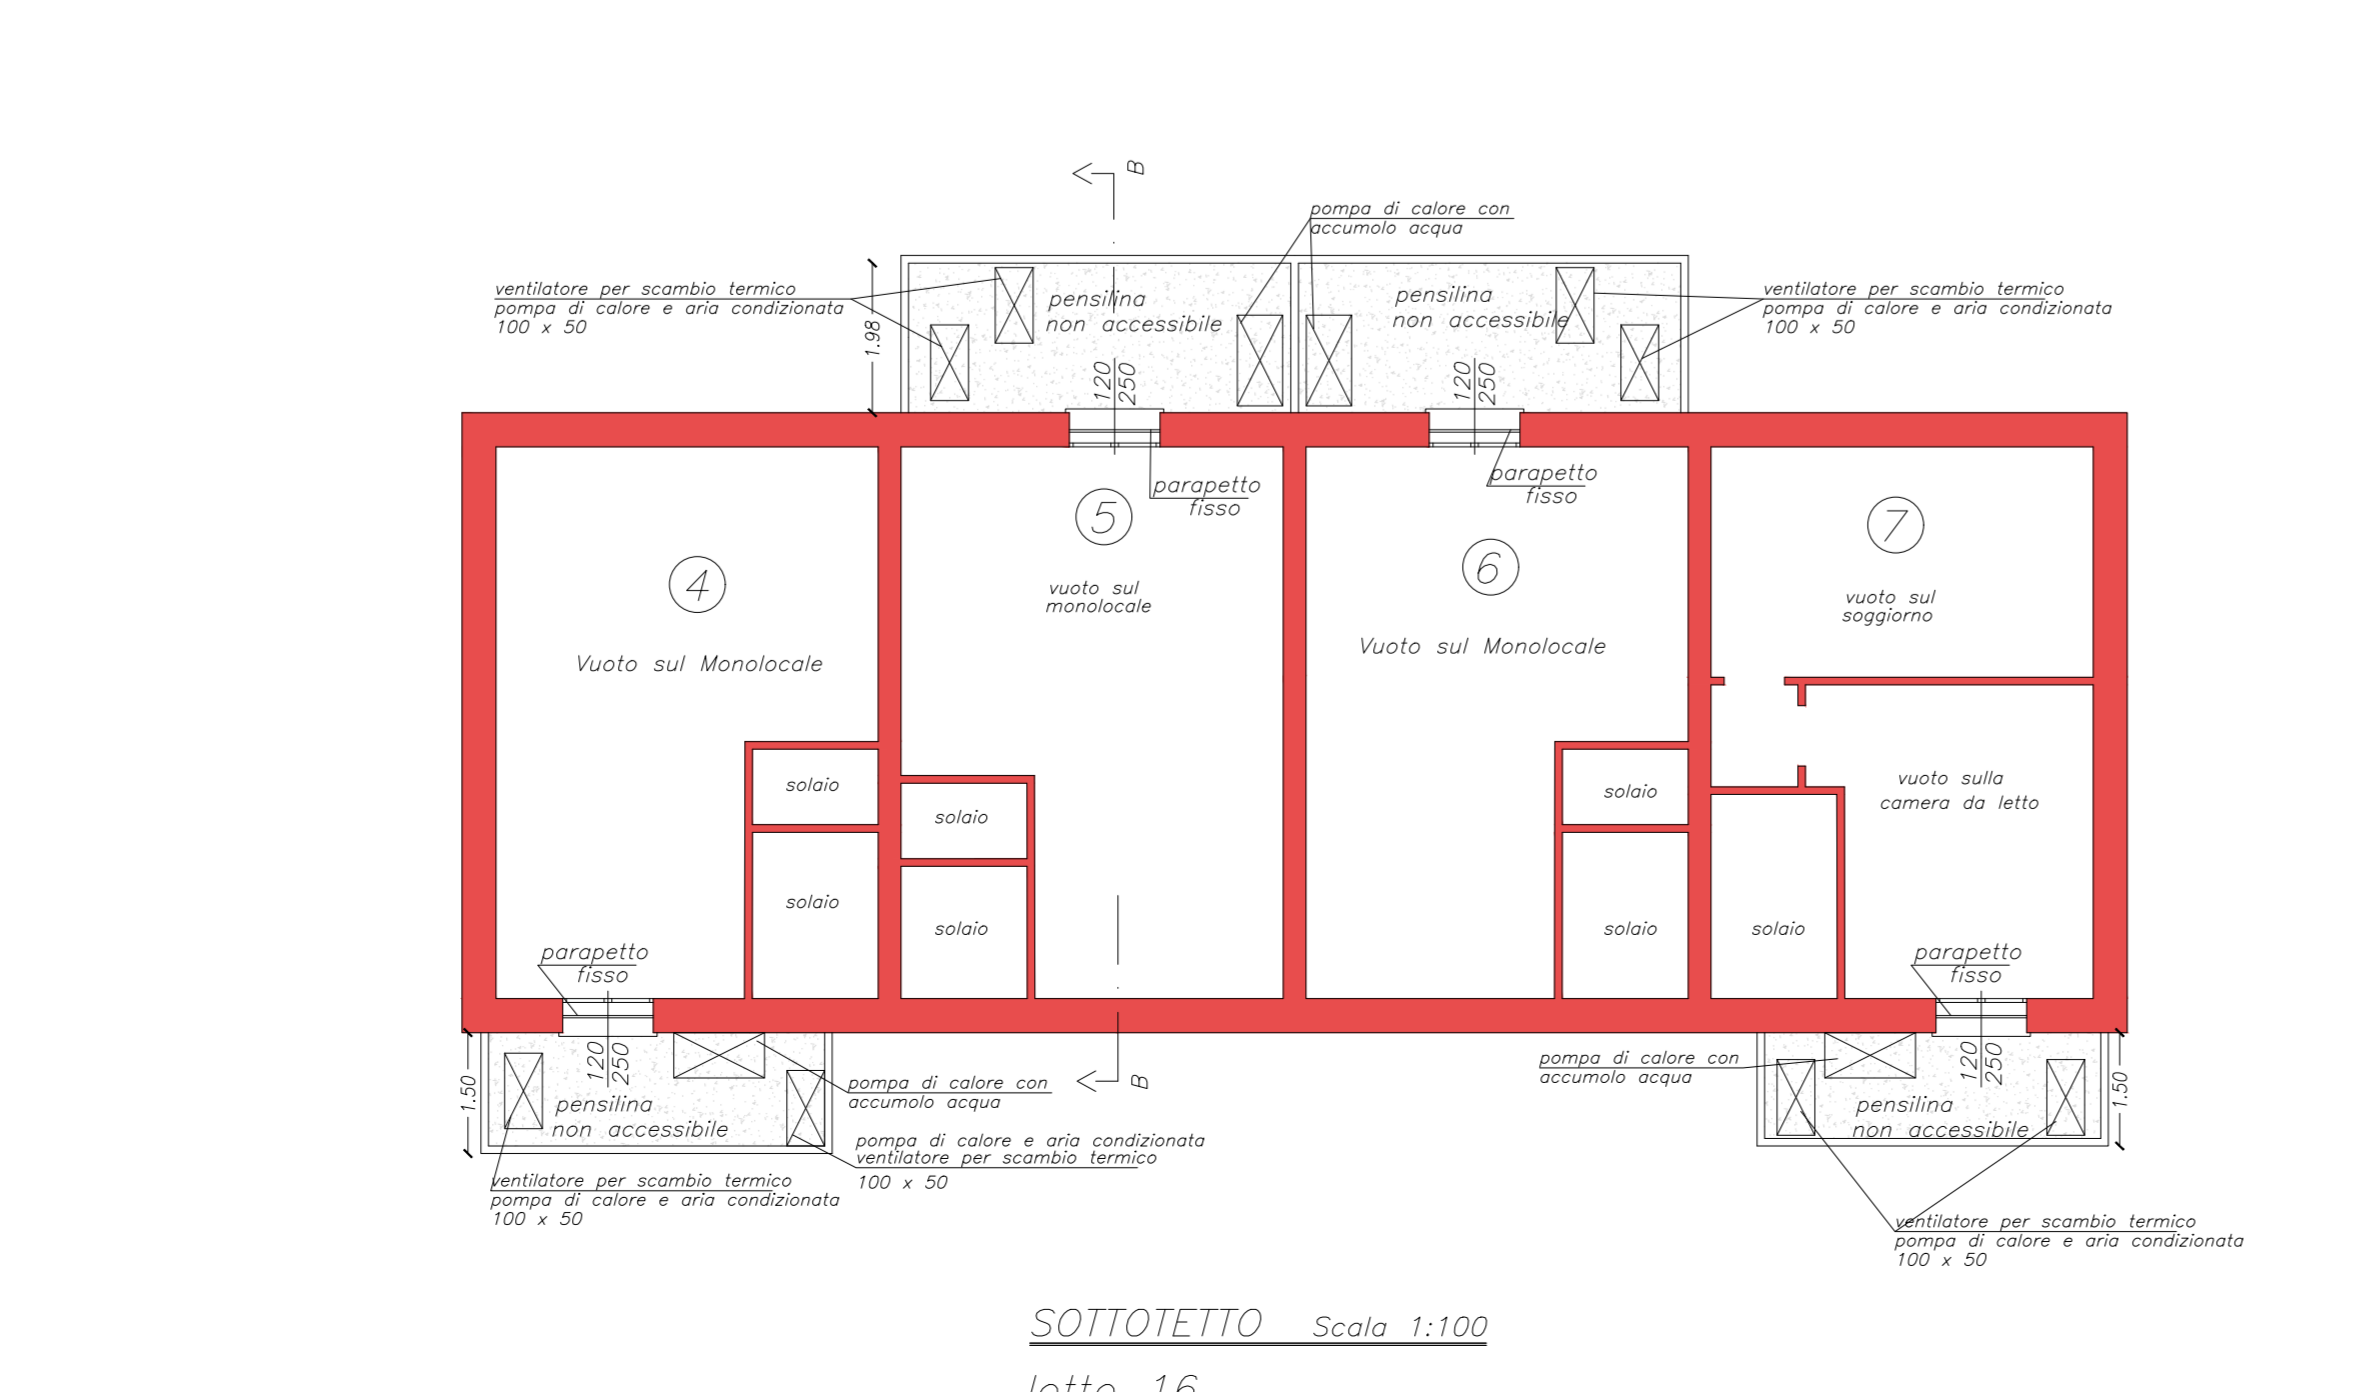 B
pompa di calore con
accumolo acqua
ventilatore per scambio termico
pompa di calore e aria condizionata
100 x 50
1.98
pensilina
non accessibile
120
250
pensilina
non accessibile
120
250
ventilatore per scambio termico
pompa di calore e aria condizionata
100 x 50
parapetto
fisso
parapetto
fisso
4
Vuoto sul Monolocale
5
vuoto sul
monolocale
6
Vuoto sul Monolocale
7
vuoto sul
soggiorno
solaio
solaio
solaio
solaio
solaio
solaio
solaio
vuoto sulla
camera da letto
parapetto
fisso
parapetto
fisso
1.50
120
250
pensilina
non accessibile
pompa di calore con
accumolo acqua
B
pompa di calore e aria condizionata
ventilatore per scambio termico
100 x 50
ventilatore per scambio termico
pompa di calore e aria condizionata
100 x 50
pompa di calore con
accumolo acqua
120
250
pensilina
non accessibile
1.50
ventilatore per scambio termico
pompa di calore e aria condizionata
100 x 50
SOTTOTETTO Scala 1:100
lotto 16